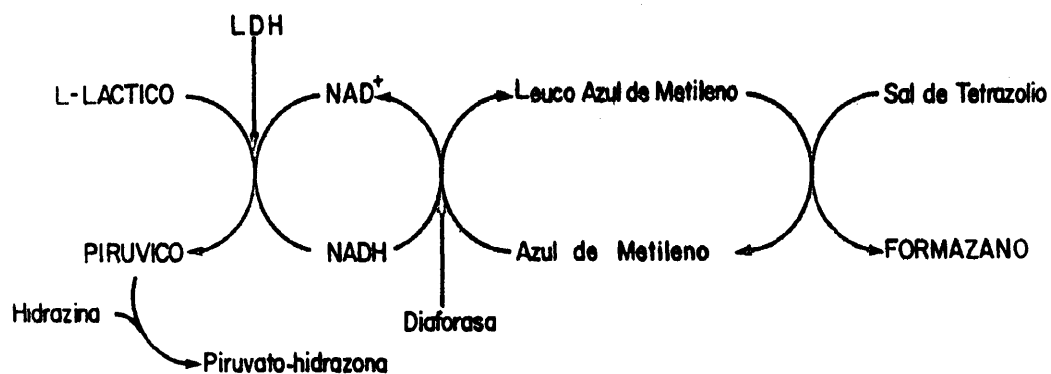 LDH
L-LACTICO NAD+ Leuco Azul de Metileno Sal de Tetrazolio
PIRUVICO NADH Azul de Metileno FORMAZANO
Hidrazina Diaforasa
Piruvato-hidrazona